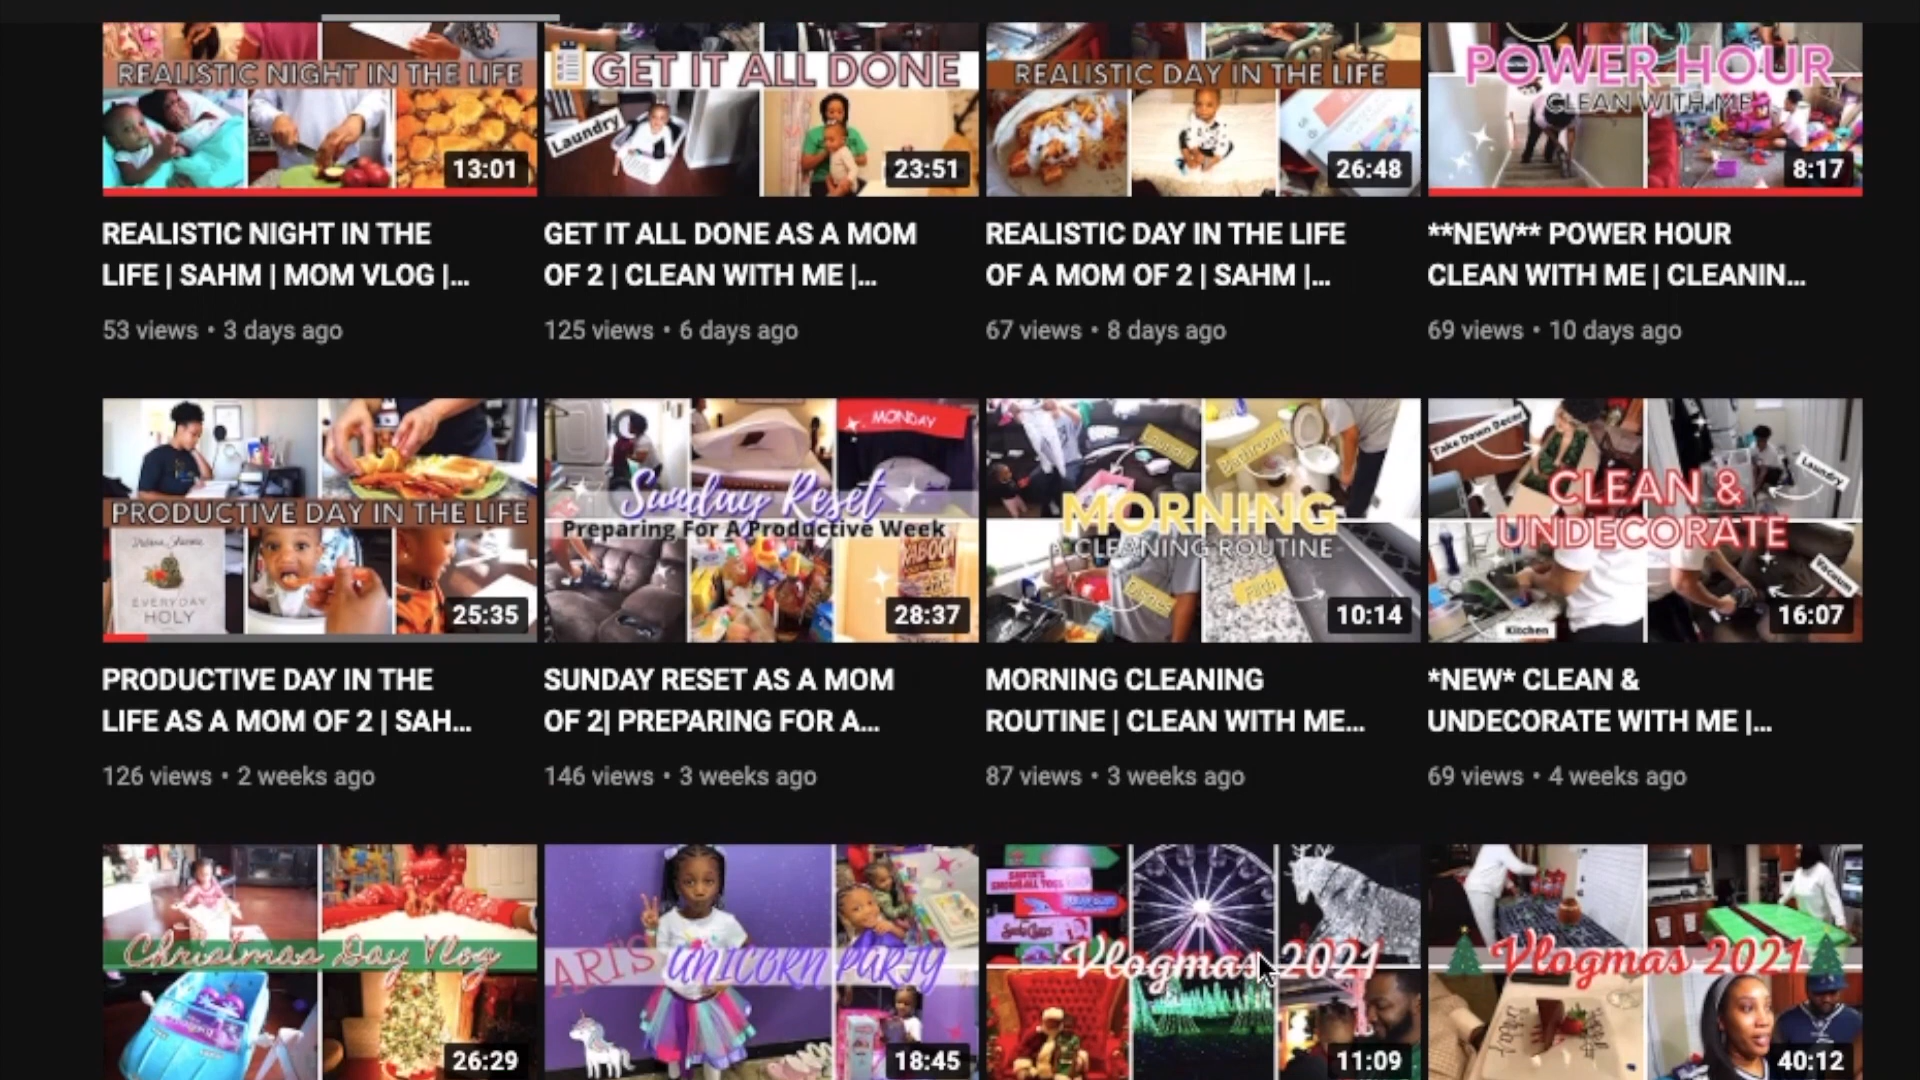 REALISTIC NIGHT IN THE LIFE
13:01
GET IT ALL DONE
Laundry
23:51
REALISTIC DAY IN THE LIFE
26:48
POWER HOUR
CLEAN WITH ME
8:17
REALISTIC NIGHT IN THE
LIFE | SAHM | MOM VLOG |...
53 views • 3 days ago
GET IT ALL DONE AS A MOM
OF 2 | CLEAN WITH ME |...
125 views • 6 days ago
REALISTIC DAY IN THE LIFE
OF A MOM OF 2 | SAHM |...
67 views • 8 days ago
**NEW** POWER HOUR
CLEAN WITH ME | CLEANIN...
69 views • 10 days ago
PRODUCTIVE DAY IN THE LIFE
EVERYDAY
HOLY
25:35
MONDAY
Sunday Reset
Preparing For A Productive Week
28:37
Laundry
Bathroom
MORNING
CLEANING ROUTINE
Dishes
Filth
10:14
Take Down Decor
Laundry
CLEAN &
UNDECORATE
Vacuum
Kitchen
16:07
PRODUCTIVE DAY IN THE
LIFE AS A MOM OF 2 | SAH...
126 views • 2 weeks ago
SUNDAY RESET AS A MOM
OF 2| PREPARING FOR A...
146 views • 3 weeks ago
MORNING CLEANING
ROUTINE | CLEAN WITH ME...
87 views • 3 weeks ago
*NEW* CLEAN &
UNDECORATE WITH ME |...
69 views • 4 weeks ago
Christmas Day Vlog
26:29
ARI'S UNICORN PARTY
18:45
Vlogmas 2021
11:09
Vlogmas 2021
40:12